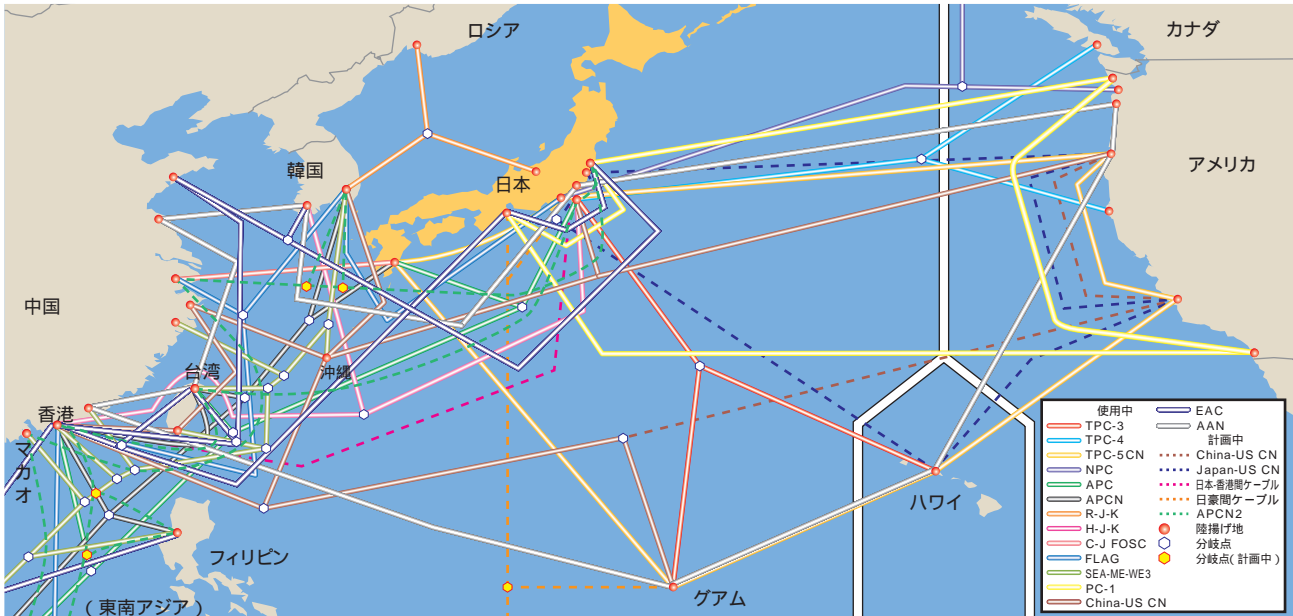 ロシア
カナダ
韓国
日本
アメリカ
中国
台湾
沖縄
香港
マカオ
フィリピン
ハワイ
グアム
(東南アジア)
使用中
TPC-3
TPC-4
TPC-5CN
NPC
APC
APCN
R-J-K
H-J-K
C-J FOSC
FLAG
SEA-ME-WE3
PC-1
China-US CN
EAC
AAN
計画中
China-US CN
Japan-US CN
日本・香港間ケーブル
日豪間ケーブル
APCN2
陸揚げ地
分岐点
分岐点(計画中)